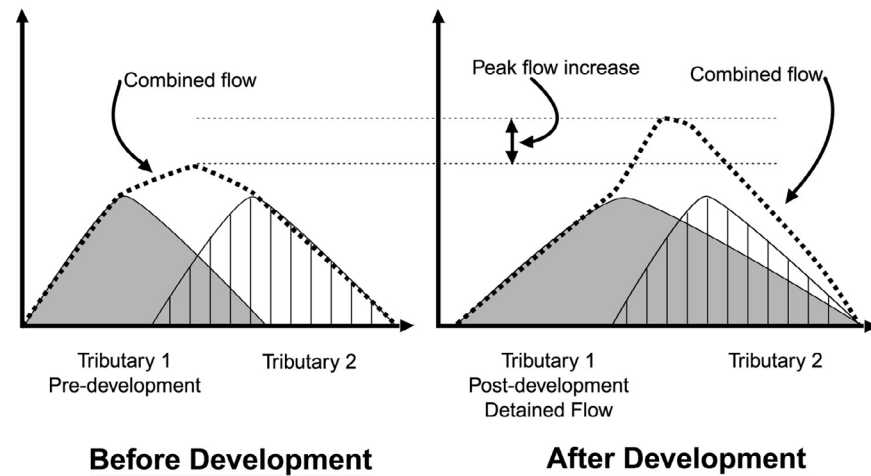 Combined flow
Tributary 1
Pre-development
Tributary 2
Before Development
Peak flow increase
Combined flow
Tributary 1
Post-development
Detained Flow
Tributary 2
After Development